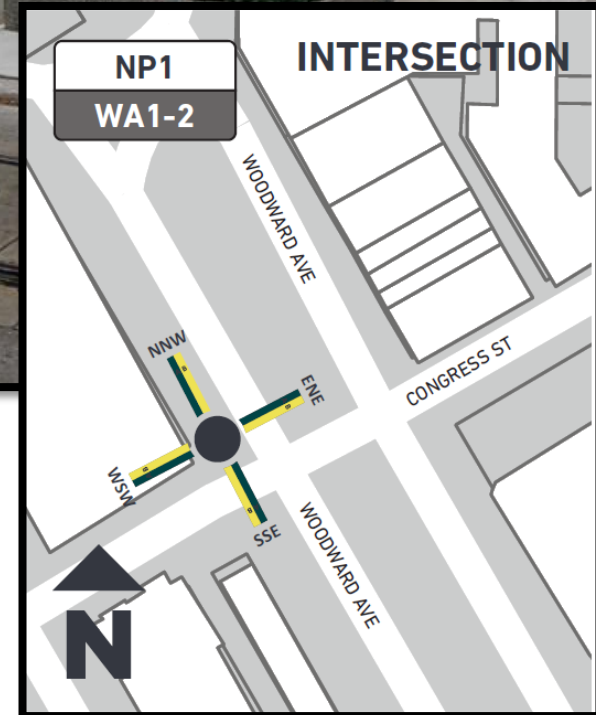 NP1
WA1-2
INTERSECTION
WOODWARD AVE
CONGRESS ST
NNW
B
ENE
B
WSW
B
SSE
B
WOODWARD AVE
N